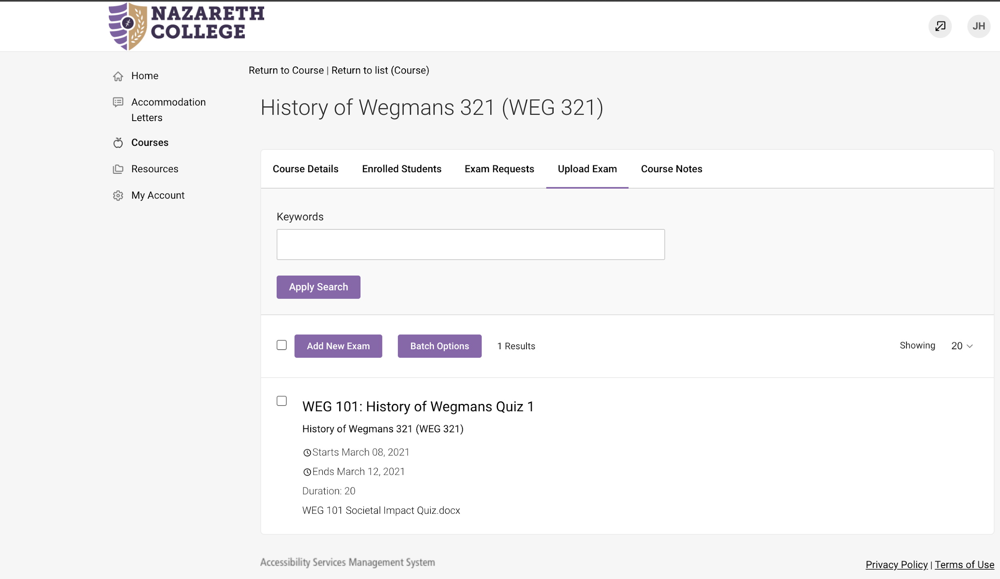 NAZARETH
COLLEGE
JH
Home
Accommodation
Letters
Courses
Resources
My Account
Return to Course | Return to list (Course)
History of Wegmans 321 (WEG 321)
Course Details Enrolled Students Exam Requests Upload Exam Course Notes
Keywords
Apply Search
Add New Exam Batch Options 1 Results Showing 20
WEG 101: History of Wegmans Quiz 1
History of Wegmans 321 (WEG 321)
Starts March 08, 2021
Ends March 12, 2021
Duration: 20
WEG 101 Societal Impact Quiz.docx
Accessibility Services Management System
Privacy Policy | Terms of Use